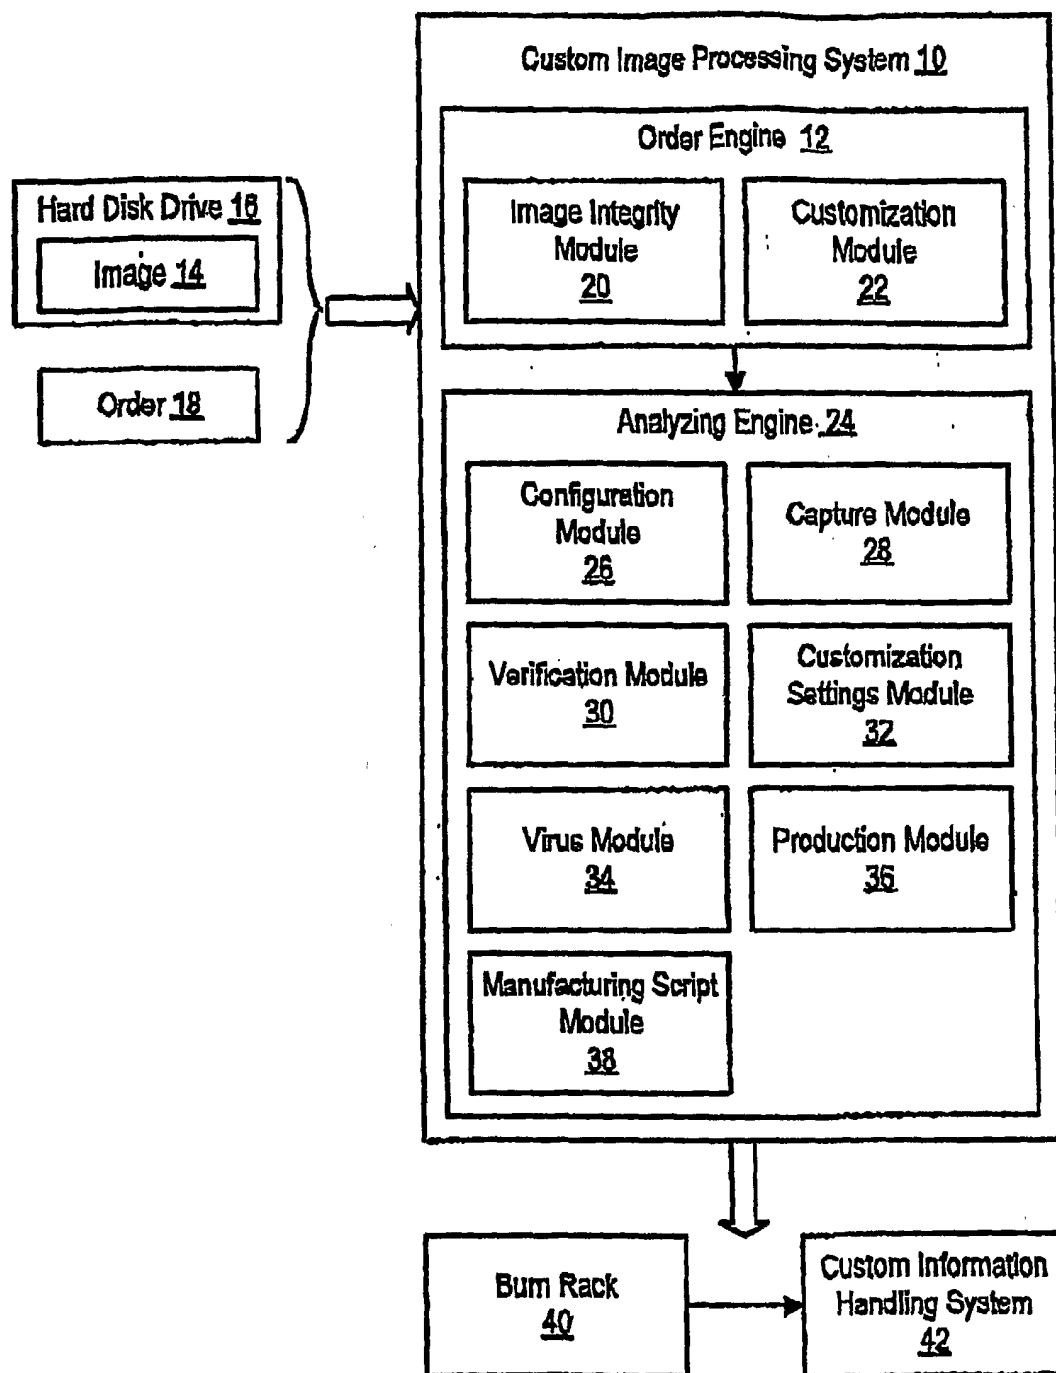 Custom Image Processing System 10
Order Engine 12
Hard Disk Drive 16
Image 14
Order 18
Image Integrity
Module
20
Customization
Module
22
Analyzing Engine 24
Configuration
Module
26
Capture Module
28
Verification Module
30
Customization
Settings Module
32
Virus Module
34
Production Module
36
Manufacturing Script
Module
38
Burn Rack
40
Custom Information
Handling System
42